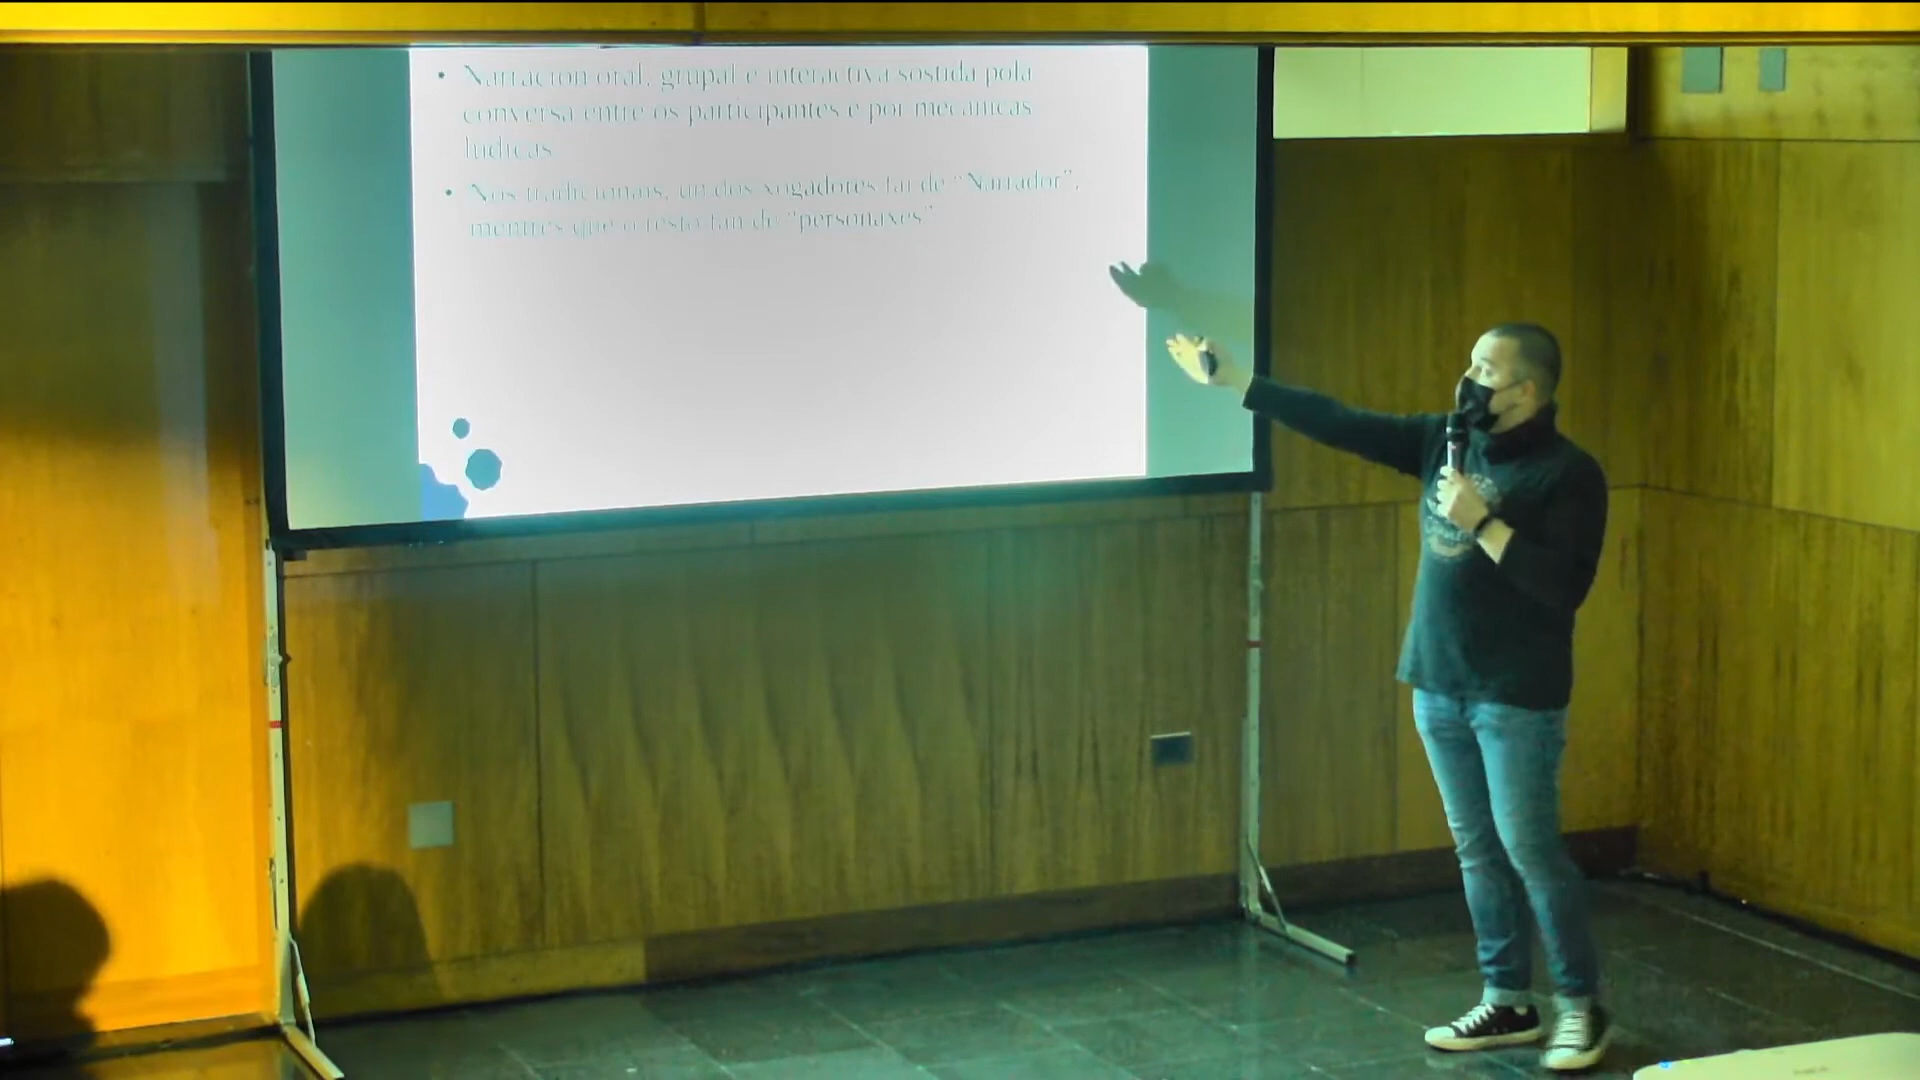 • Narración oral, grupal e interactiva sostida pola
conversa entre os participantes e por mecánicas
lúdicas
• Nos tradicionais, un dos xogadores fai de “Narrador”,
mentres que o resto fan de “personaxes”